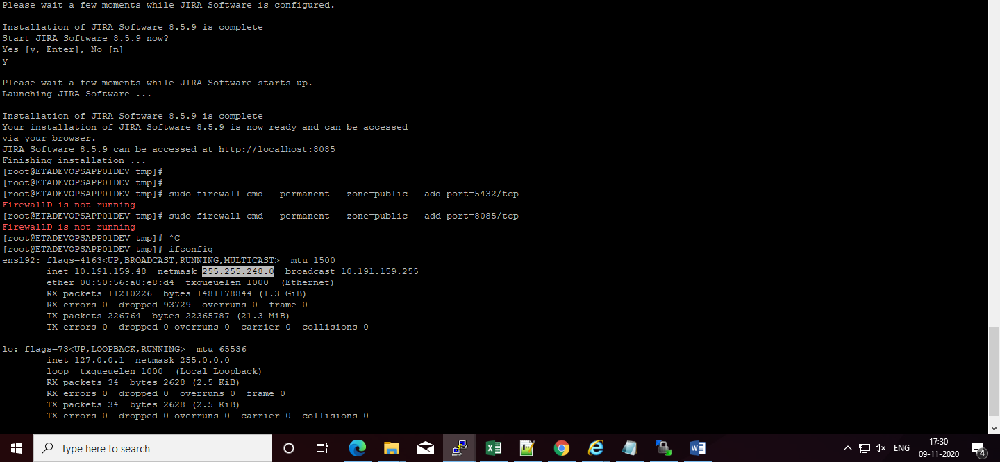 Please wait a few moments while JIRA Software is configured.
Installation of JIRA Software 8.5.9 is complete
Start JIRA Software 8.5.9 now?
Yes [y, Enter], No [n]
y
Please wait a few moments while JIRA Software starts up.
Launching JIRA Software ...
Installation of JIRA Software 8.5.9 is complete
Your installation of JIRA Software 8.5.9 is now ready and can be accessed
via your browser.
JIRA Software 8.5.9 can be accessed at http://localhost:8085
Finishing installation ...
[root@ETADEVOPSAPP01DEV tmp]#
[root@ETADEVOPSAPP01DEV tmp]#
[root@ETADEVOPSAPP01DEV tmp]# sudo firewall-cmd --permanent --zone=public --add-port=5432/tcp
FirewallD is not running
[root@ETADEVOPSAPP01DEV tmp]# sudo firewall-cmd --permanent --zone=public --add-port=8085/tcp
FirewallD is not running
[root@ETADEVOPSAPP01DEV tmp]# ^C
[root@ETADEVOPSAPP01DEV tmp]# ifconfig
ens192: flags=4163<UP,BROADCAST,RUNNING,MULTICAST>  mtu 1500
        inet 10.191.159.48  netmask 255.255.248.0  broadcast 10.191.159.255
        ether 00:50:56:a0:e8:d4  txqueuelen 1000  (Ethernet)
        RX packets 11210226  bytes 1481178844 (1.3 GiB)
        RX errors 0  dropped 93729  overruns 0  frame 0
        TX packets 226764  bytes 22365787 (21.3 MiB)
        TX errors 0  dropped 0 overruns 0  carrier 0  collisions 0
lo: flags=73<UP,LOOPBACK,RUNNING>  mtu 65536
        inet 127.0.0.1  netmask 255.0.0.0
        loop  txqueuelen 1000  (Local Loopback)
        RX packets 34  bytes 2628 (2.5 KiB)
        RX errors 0  dropped 0  overruns 0  frame 0
        TX packets 34  bytes 2628 (2.5 KiB)
        TX errors 0  dropped 0 overruns 0  carrier 0  collisions 0
Type here to search
ENG
17:30
09-11-2020
4